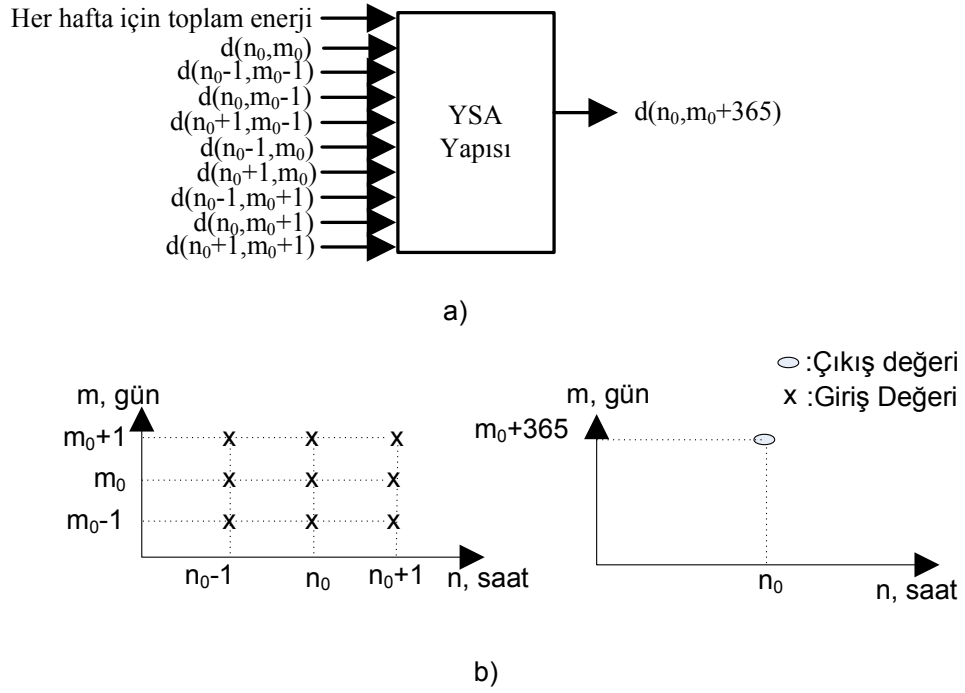 Her hafta için toplam enerji
d(n₀,m₀)
d(n₀-1,m₀-1)
d(n₀,m₀-1)
d(n₀+1,m₀-1)
d(n₀-1,m₀)
d(n₀+1,m₀)
d(n₀-1,m₀+1)
d(n₀,m₀+1)
d(n₀+1,m₀+1)
YSA
Yapısı
d(n₀,m₀+365)
a)
:Çıkış değeri
x :Giriş Değeri
m, gün
m₀+1
x x x
m₀
x x x
m₀-1
x x x
n₀-1 n₀ n₀+1
n, saat
m, gün
m₀+365
n₀
n, saat
b)